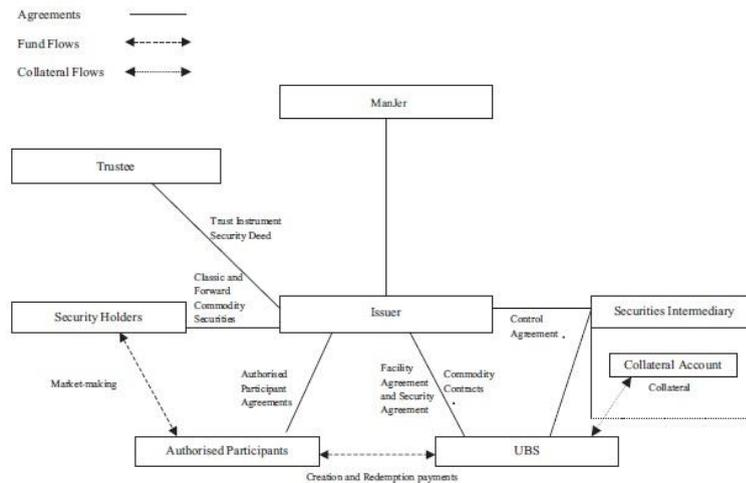 Agreements
Fund Flows
Collateral Flows
ManJer
Trustee
Trust Instrument
Security Deed
Classic and
Forward
Commodity
Securities
Security Holders
Issuer
Securities Intermediary
Control
Agreement
Collateral Account
Collateral
Market-making
Authorised
Participant
Agreements
Facility
Agreement
and Security
Agreement
Commodity
Contracts
Authorised Participants
UBS
Creation and Redemption payments